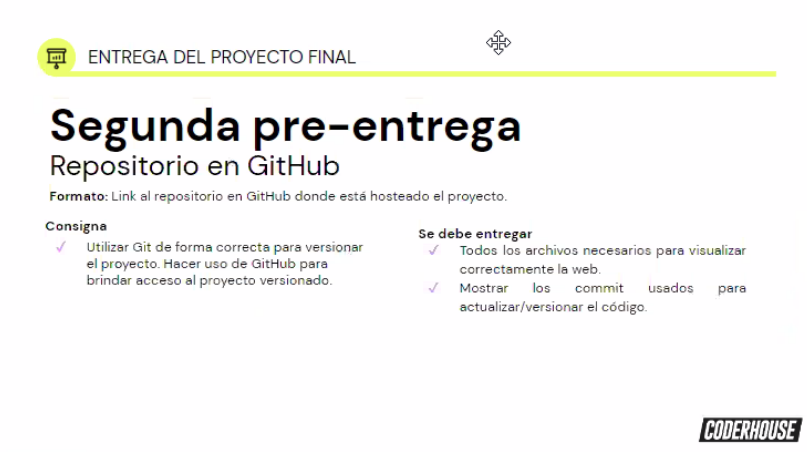 ENTREGA DEL PROYECTO FINAL
Segunda pre-entrega
Repositorio en GitHub
Formato: Link al repositorio en GitHub donde está hosteado el proyecto.
Consigna
✓ Utilizar Git de forma correcta para versionar
el proyecto. Hacer uso de GitHub para
brindar acceso al proyecto versionado.
Se debe entregar
✓ Todos los archivos necesarios para visualizar
correctamente la web.
✓ Mostrar los commit usados para
actualizar/versionar el código.
CODERHOUSE